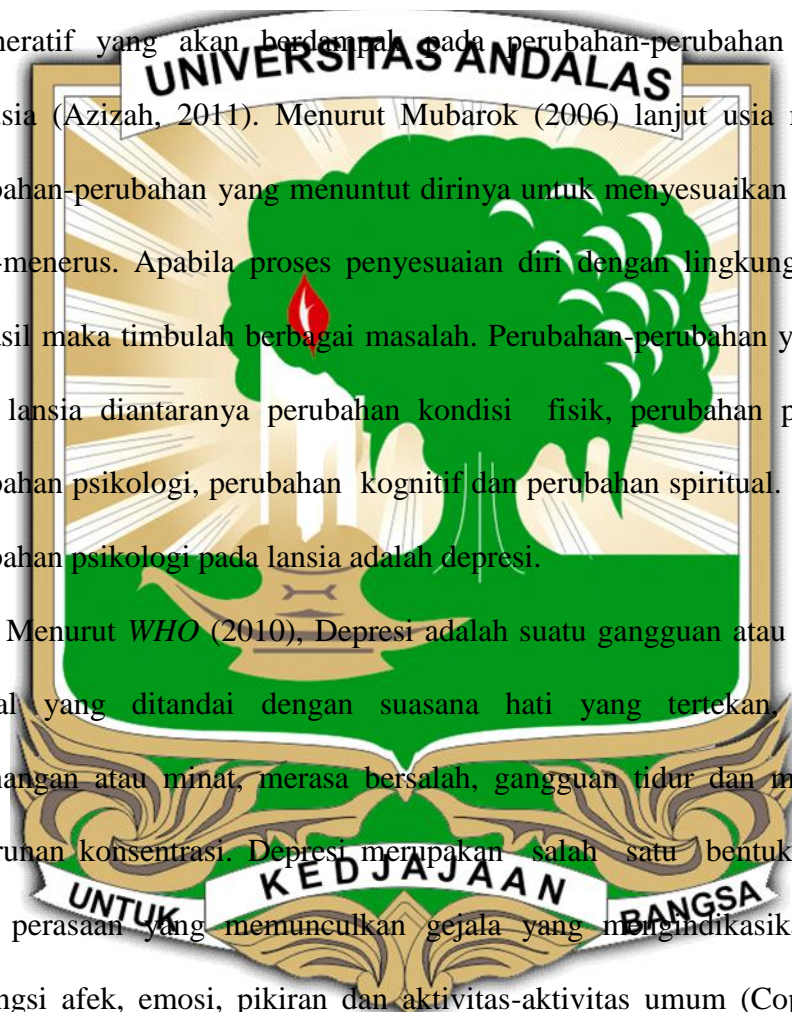 neratif yang akan berdampak pada perubahan-perubahan
UNIVERSITAS ANDALAS
sia (Azizah, 2011). Menurut Mubarok (2006) lanjut usia
bahan-perubahan yang menuntut dirinya untuk menyesuaikan
-menerus. Apabila proses penyesuaian diri dengan lingkung
sil maka timbulah berbagai masalah. Perubahan-perubahan y
lansia diantaranya perubahan kondisi fisik, perubahan p
bahan psikologi, perubahan kognitif dan perubahan spiritual.
bahan psikologi pada lansia adalah depresi.
Menurut WHO (2010), Depresi adalah suatu gangguan atau
al yang ditandai dengan suasana hati yang tertekan,
nangan atau minat, merasa bersalah, gangguan tidur dan m
runan konsentrasi. Depresi merupakan salah satu bentuk
UNTUK KEDJAJAAN BANGSA
perasaan yang memunculkan gejala yang mengindikasika
ngsi afek, emosi, pikiran dan aktivitas-aktivitas umum (Cop